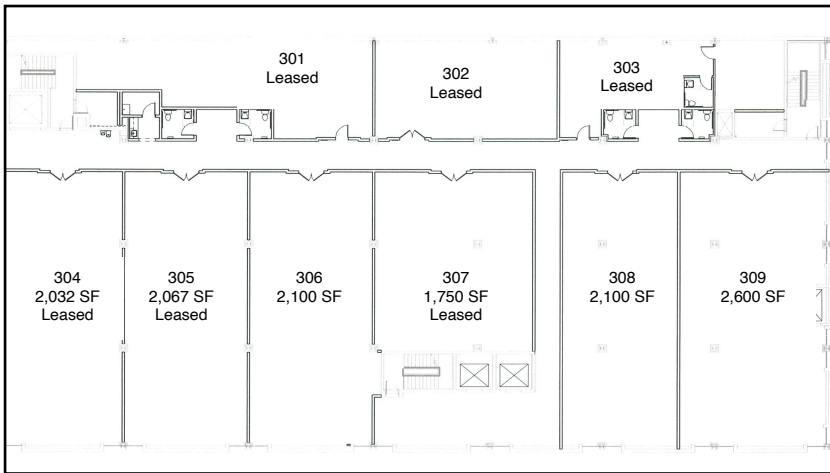 301
Leased
302
Leased
303
Leased
304
2,032 SF
Leased
305
2,067 SF
Leased
306
2,100 SF
307
1,750 SF
Leased
308
2,100 SF
309
2,600 SF